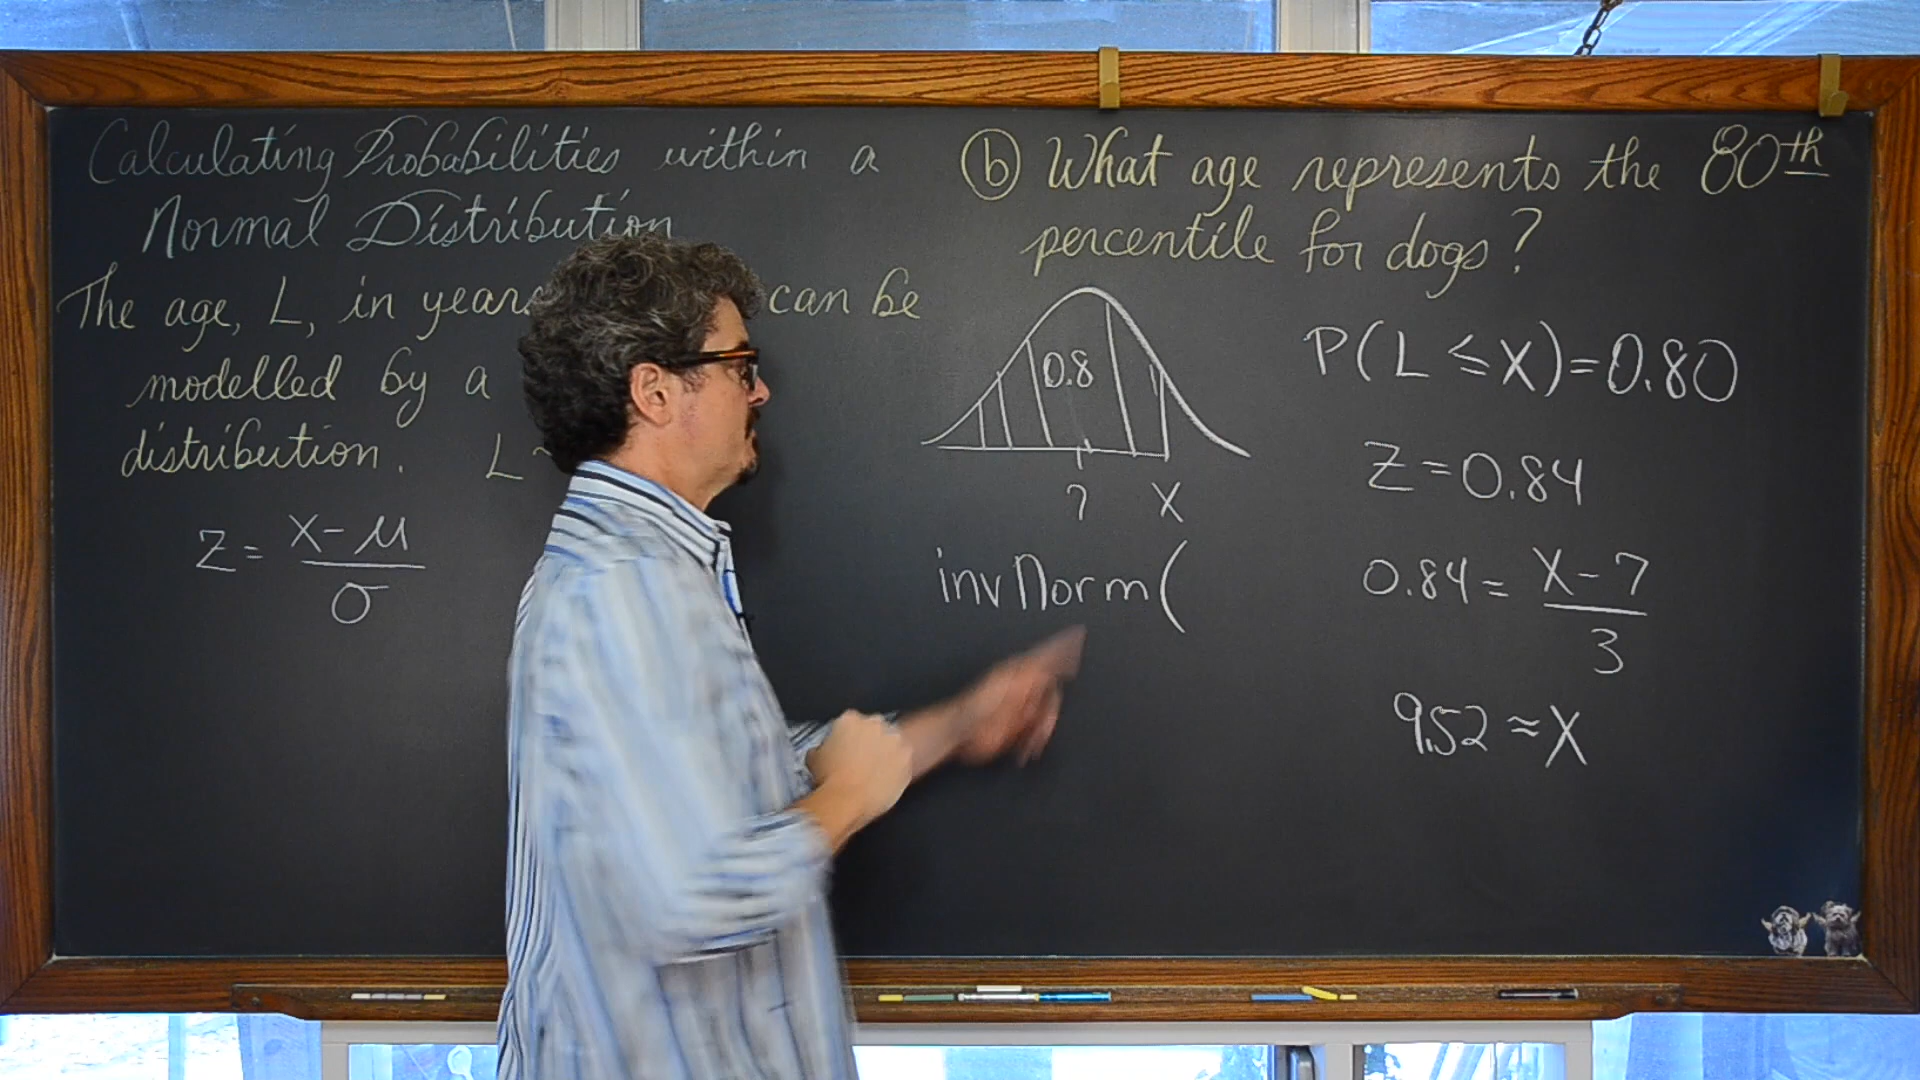 Calculating Probabilities within a
Normal Distribution
The age, L, in years can be
modelled by a
distribution. L~
Z = X-μ
σ
(b) What age represents the 80th
percentile for dogs?
0.8
7 X
invNorm(
P(L ≤ X)=0.80
Z=0.84
0.84= X-7
3
9.52 ≈ X